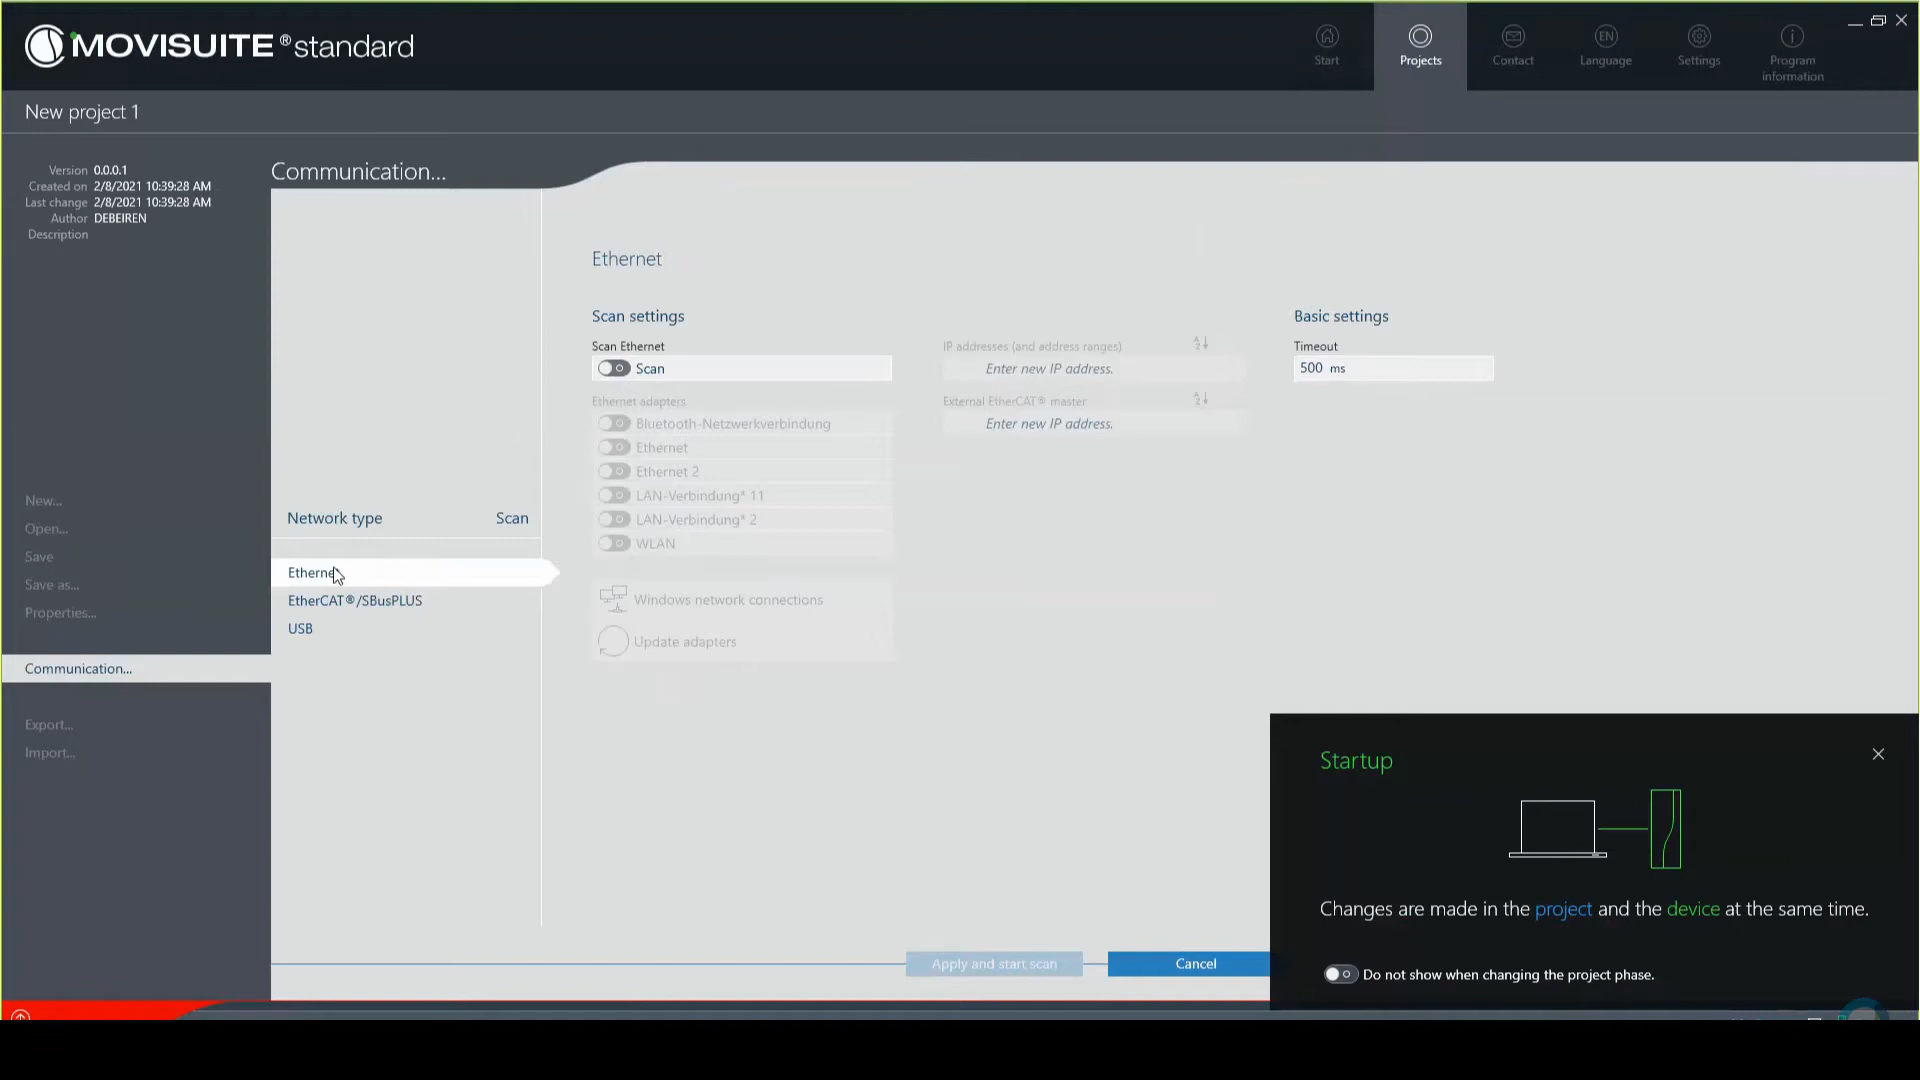 MOVISUITE® standard
Start
Projects
Contact
EN
Language
Settings
Program
information
New project 1
Version 0.0.0.1
Created on 2/8/2021 10:39:28 AM
Last change 2/8/2021 10:39:28 AM
Author DEBEIREN
Description
New...
Open...
Save
Save as...
Properties...
Communication...
Export...
Import...
Communication...
Network type Scan
Ethernet
EtherCAT®/SBusPLUS
USB
Ethernet
Scan settings
Scan Ethernet
Scan
Ethernet adapters
Bluetooth-Netzwerkverbindung
Ethernet
Ethernet 2
LAN-Verbindung* 11
LAN-Verbindung* 2
WLAN
Windows network connections
Update adapters
IP addresses (and address ranges)
Enter new IP address.
External EtherCAT® master
Enter new IP address.
Basic settings
Timeout
500 ms
Apply and start scan
Cancel
Startup
Changes are made in the project and the device at the same time.
Do not show when changing the project phase.